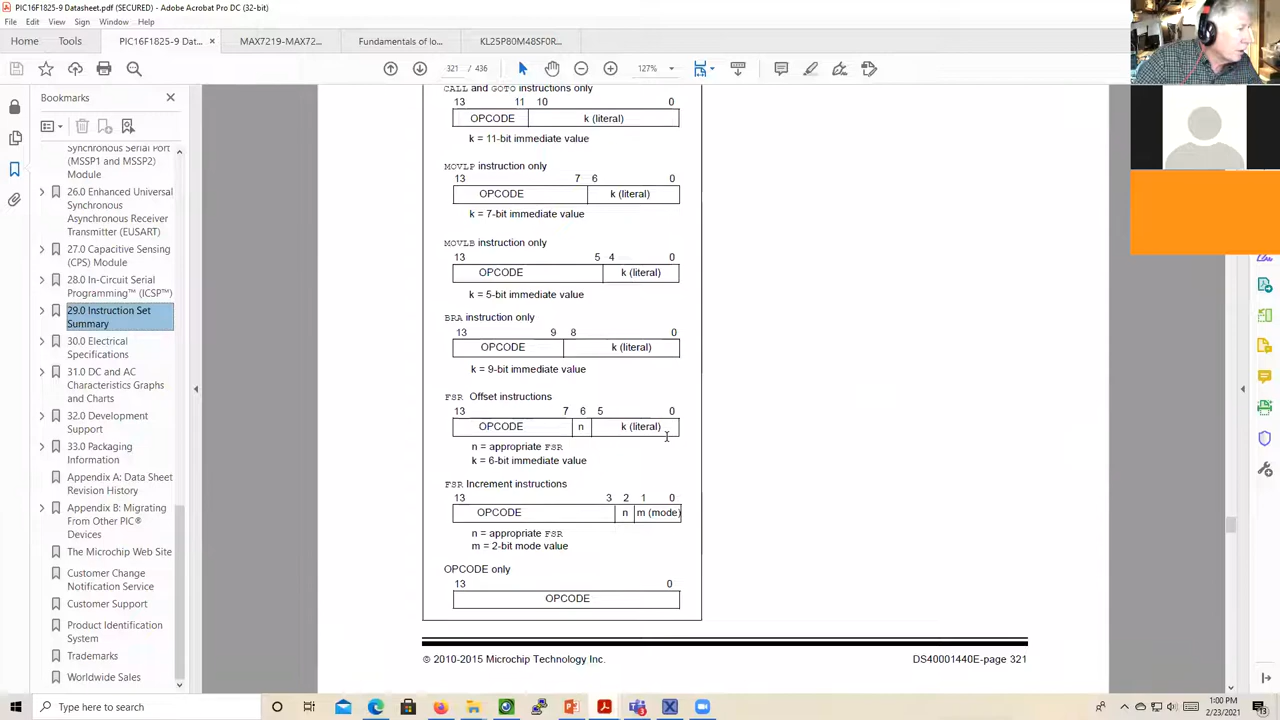 PIC16F1825-9 Datasheet.pdf (SECURED) - Adobe Acrobat Pro DC (32-bit)
File Edit View Sign Window Help
Home Tools PIC16F1825-9 Dat... × MAX7219-MAX72... Fundamentals of lo... KL25P80M48SF0R...
321 / 436 127%
Bookmarks
Synchronous Serial Port
(MSSP1 and MSSP2)
Module
26.0 Enhanced Universal
Synchronous
Asynchronous Receiver
Transmitter (EUSART)
27.0 Capacitive Sensing
(CPS) Module
28.0 In-Circuit Serial
Programming™ (ICSP™)
29.0 Instruction Set
Summary
30.0 Electrical
Specifications
31.0 DC and AC
Characteristics Graphs
and Charts
32.0 Development
Support
33.0 Packaging
Information
Appendix A: Data Sheet
Revision History
Appendix B: Migrating
From Other PIC®
Devices
The Microchip Web Site
Customer Change
Notification Service
Customer Support
Product Identification
System
Trademarks
Worldwide Sales
CALL and GOTO instructions only
13 11 10 0
OPCODE k (literal)
k = 11-bit immediate value
MOVLP instruction only
13 7 6 0
OPCODE k (literal)
k = 7-bit immediate value
MOVLB instruction only
13 5 4 0
OPCODE k (literal)
k = 5-bit immediate value
BRA instruction only
13 9 8 0
OPCODE k (literal)
k = 9-bit immediate value
FSR Offset instructions
13 7 6 5 0
OPCODE n k (literal)
n = appropriate FSR
k = 6-bit immediate value
FSR Increment instructions
13 3 2 1 0
OPCODE n m (mode)
n = appropriate FSR
m = 2-bit mode value
OPCODE only
13 0
OPCODE
© 2010-2015 Microchip Technology Inc. DS40001440E-page 321
Type here to search
1:00 PM
2/23/2021